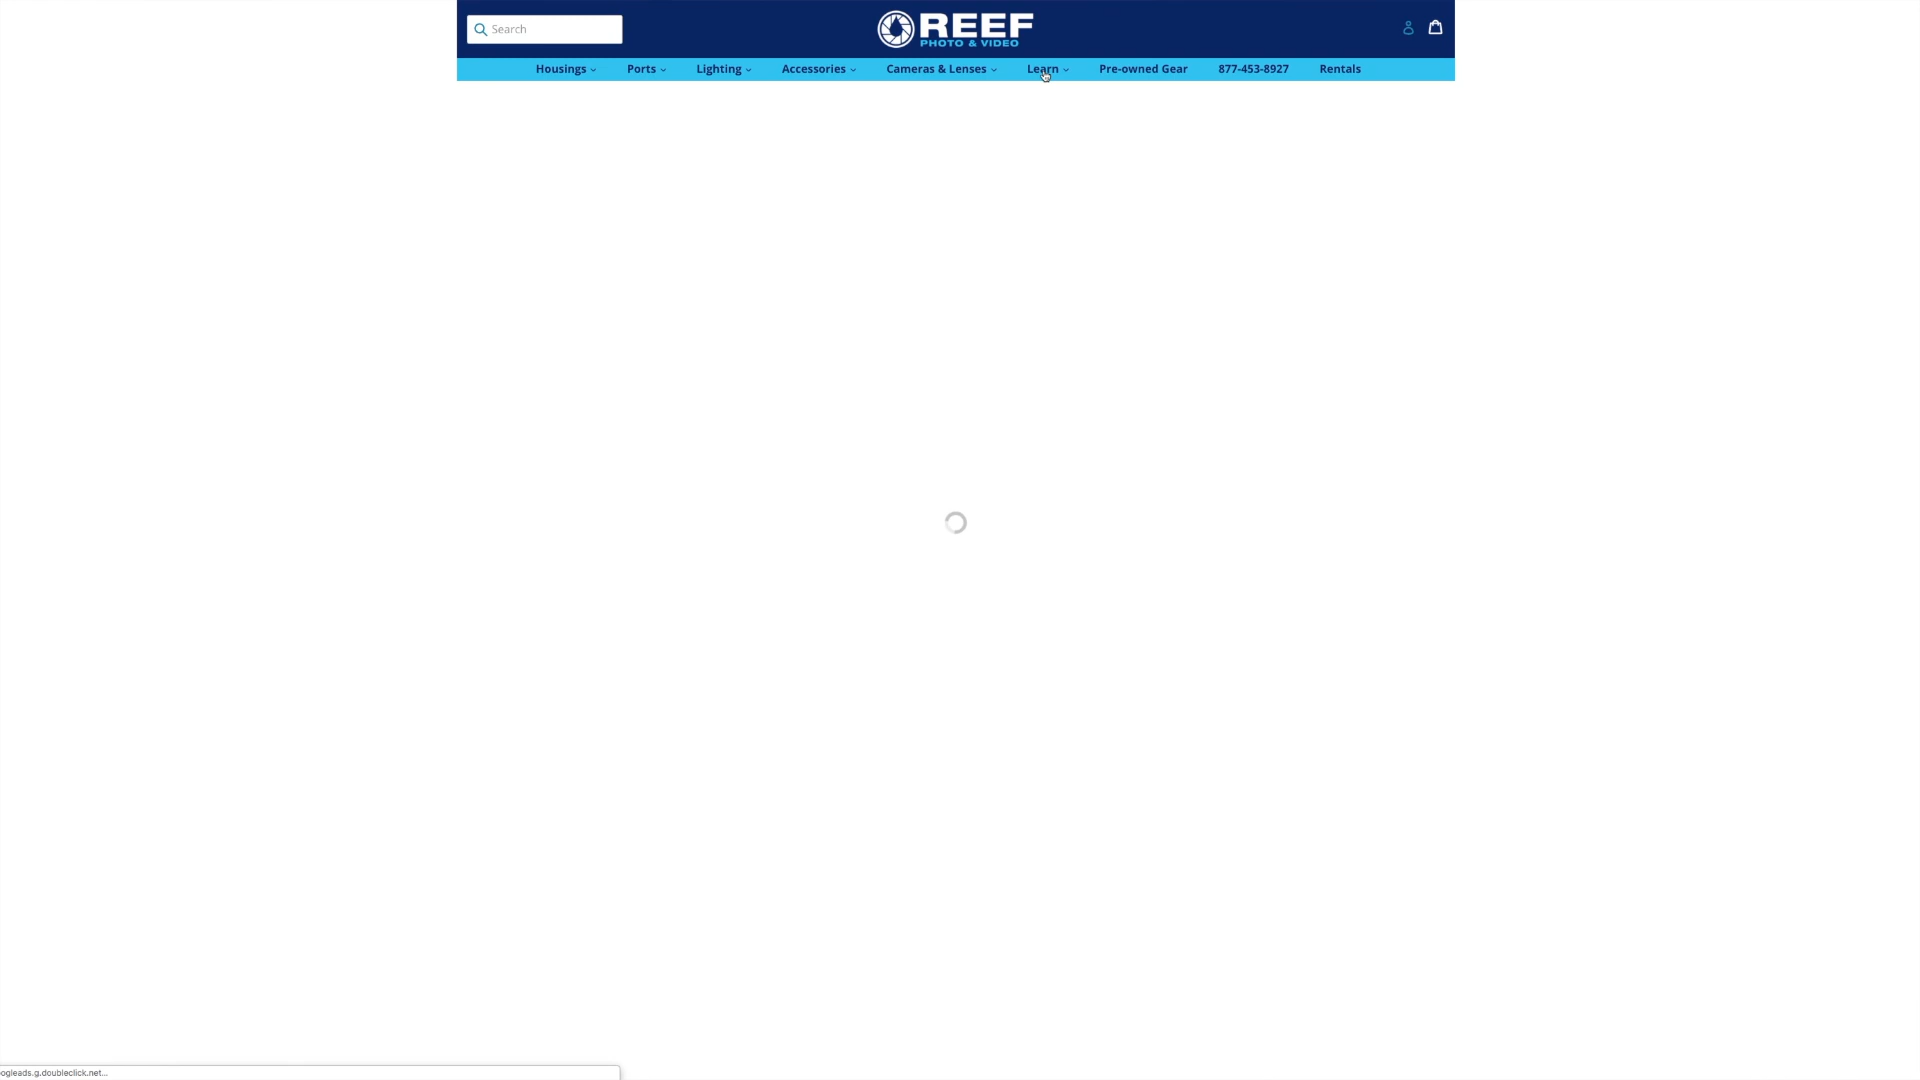 Search
REEF
PHOTO & VIDEO
Housings
Ports
Lighting
Accessories
Cameras & Lenses
Learn
Pre-owned Gear
877-453-8927
Rentals
ogleads.g.doubleclick.net...